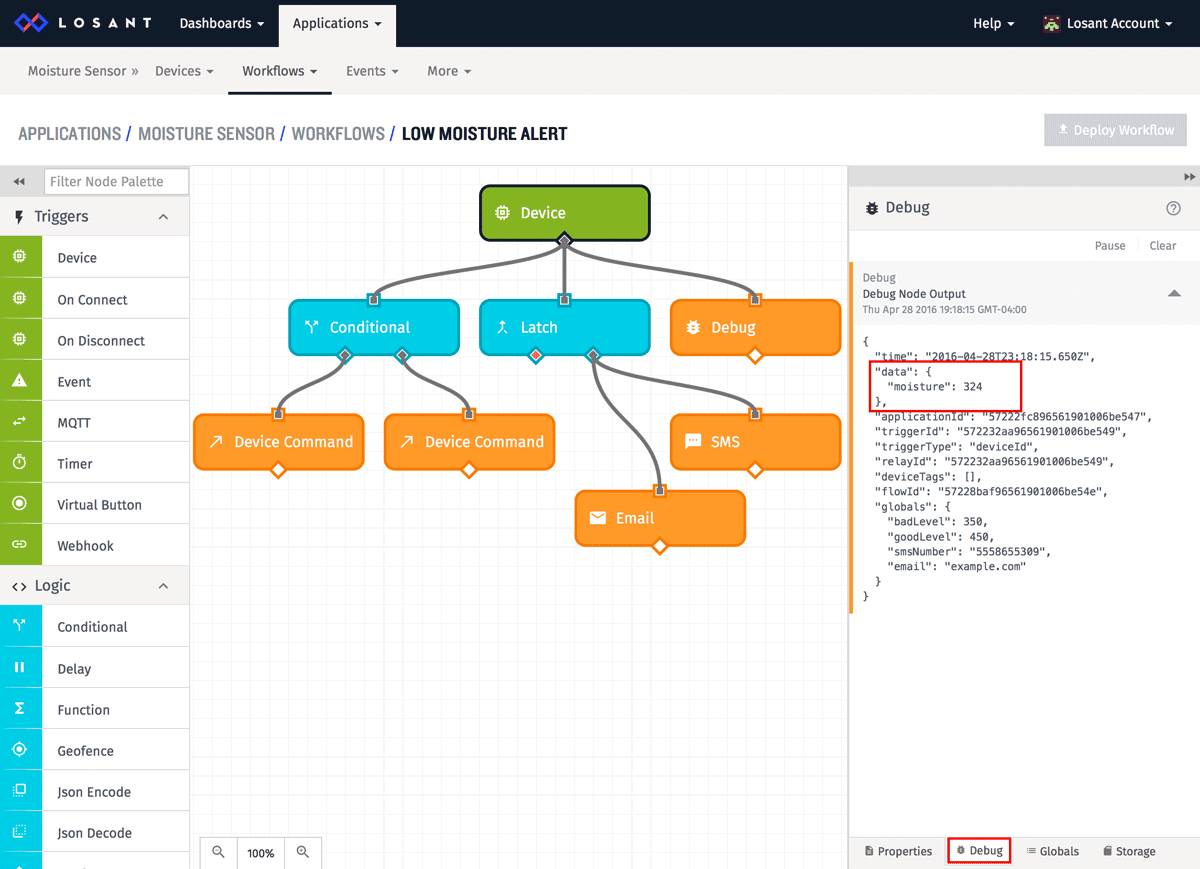 LOSANT Dashboards Applications Help Losant Account
Moisture Sensor » Devices Workflows Events More
APPLICATIONS / MOISTURE SENSOR / WORKFLOWS / LOW MOISTURE ALERT
Deploy Workflow
Filter Node Palette
Triggers
Device
On Connect
On Disconnect
Event
MQTT
Timer
Virtual Button
Webhook
Logic
Conditional
Delay
Function
Geofence
Json Encode
Json Decode
Device
Conditional Latch Debug
Device Command Device Command SMS
Email
100%
Debug
Pause Clear
Debug
Debug Node Output
Thu Apr 28 2016 19:18:15 GMT-04:00
{
"time": "2016-04-28T23:18:15.650Z",
"data": {
"moisture": 324
},
"applicationId": "57222fc896561901006be547",
"triggerId": "572232aa96561901006be549",
"triggerType": "deviceId",
"relayId": "572232aa96561901006be549",
"deviceTags": [],
"flowId": "57228baf96561901006be54e",
"globals": {
"badLevel": 350,
"goodLevel": 450,
"smsNumber": "5558655309",
"email": "example.com"
}
}
Properties Debug Globals Storage